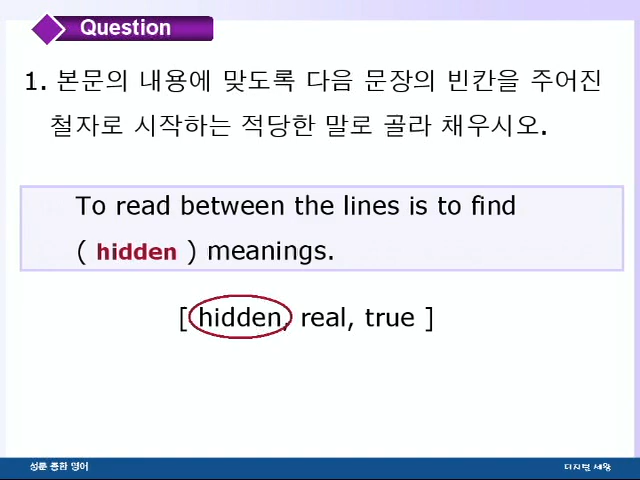 Question
1. 본문의 내용에 맞도록 다음 문장의 빈칸을 주어진
철자로 시작하는 적당한 말로 골라 채우시오.
To read between the lines is to find
( hidden ) meanings.
[ hidden, real, true ]
성문 종합 영어
디지털 세왕